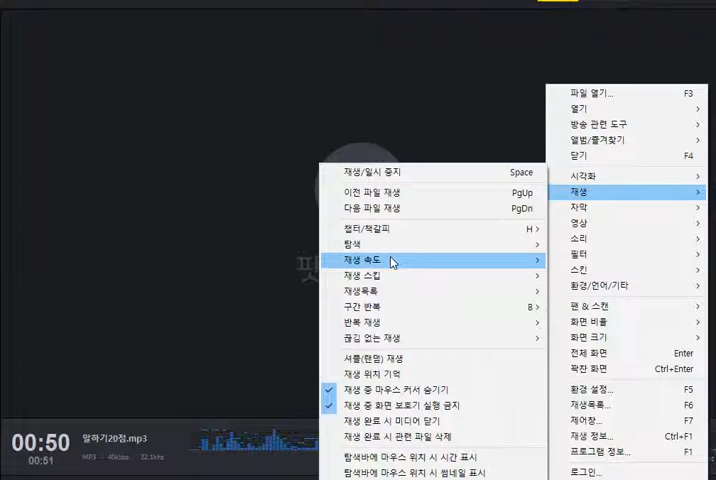 파일 열기... F3
열기
방송 관련 도구
앨범/즐겨찾기
닫기 F4
시각화
재생
자막
영상
소리
필터
스킨
환경/언어/기타
팬 & 스캔
화면 비율
화면 크기
전체 화면 Enter
꽉찬 화면 Ctrl+Enter
환경 설정... F5
재생목록... F6
제어창... F7
재생 정보... Ctrl+F1
프로그램 정보... F1
로그인...
재생/일시 중지 Space
이전 파일 재생 PgUp
다음 파일 재생 PgDn
챕터/책갈피 H
탐색
재생 속도
재생 스킵
재생목록
구간 반복 B
반복 재생
끊김 없는 재생
셔플(랜덤) 재생
재생 위치 기억
재생 중 마우스 커서 숨기기
재생 중 화면 보호기 실행 금지
재생 완료 시 미디어 닫기
재생 완료 시 관련 파일 삭제
탐색바에 마우스 위치 시 시간 표시
탐색바에 마우스 위치 시 썸네일 표시
팟
00:50
00:51
말하기20점.mp3
MP3 40kbps 22.1khz